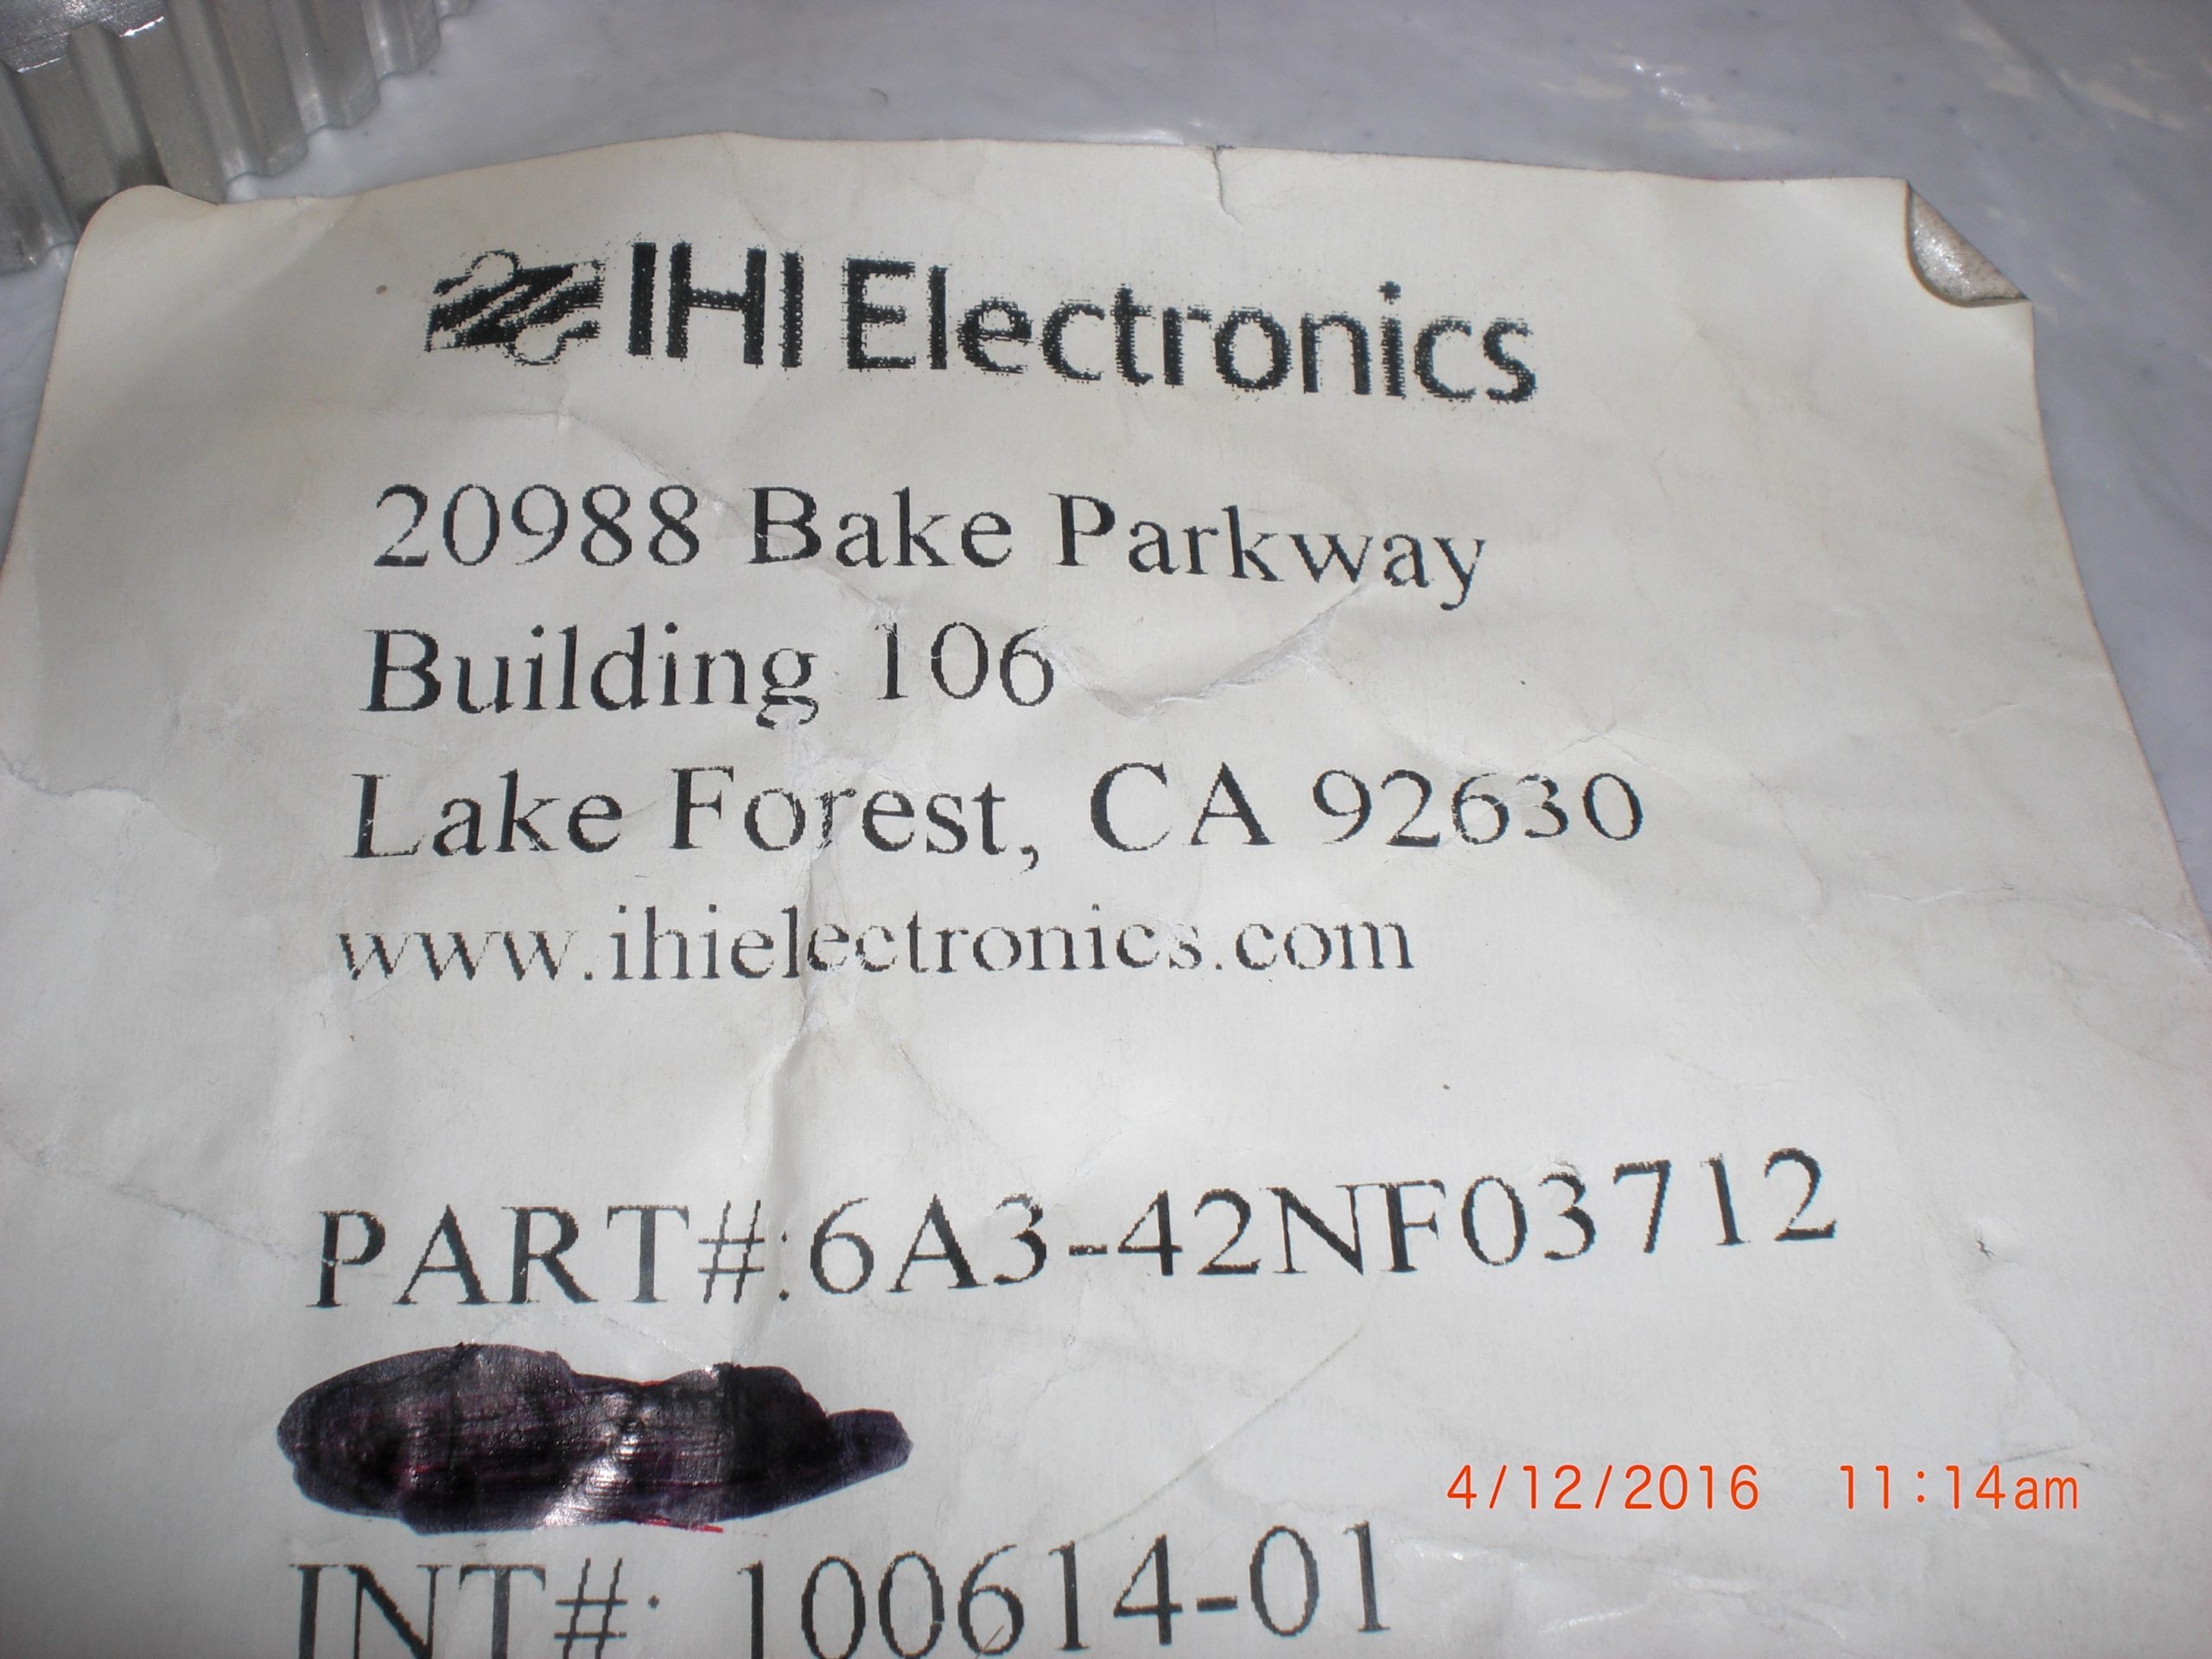 IHI Electronics
20988 Bake Parkway
Building 106
Lake Forest, CA 92630
www.ihielectronics.com
PART#:6A3-42NF03712
4/12/2016 11:14am
INT#: 100614-01